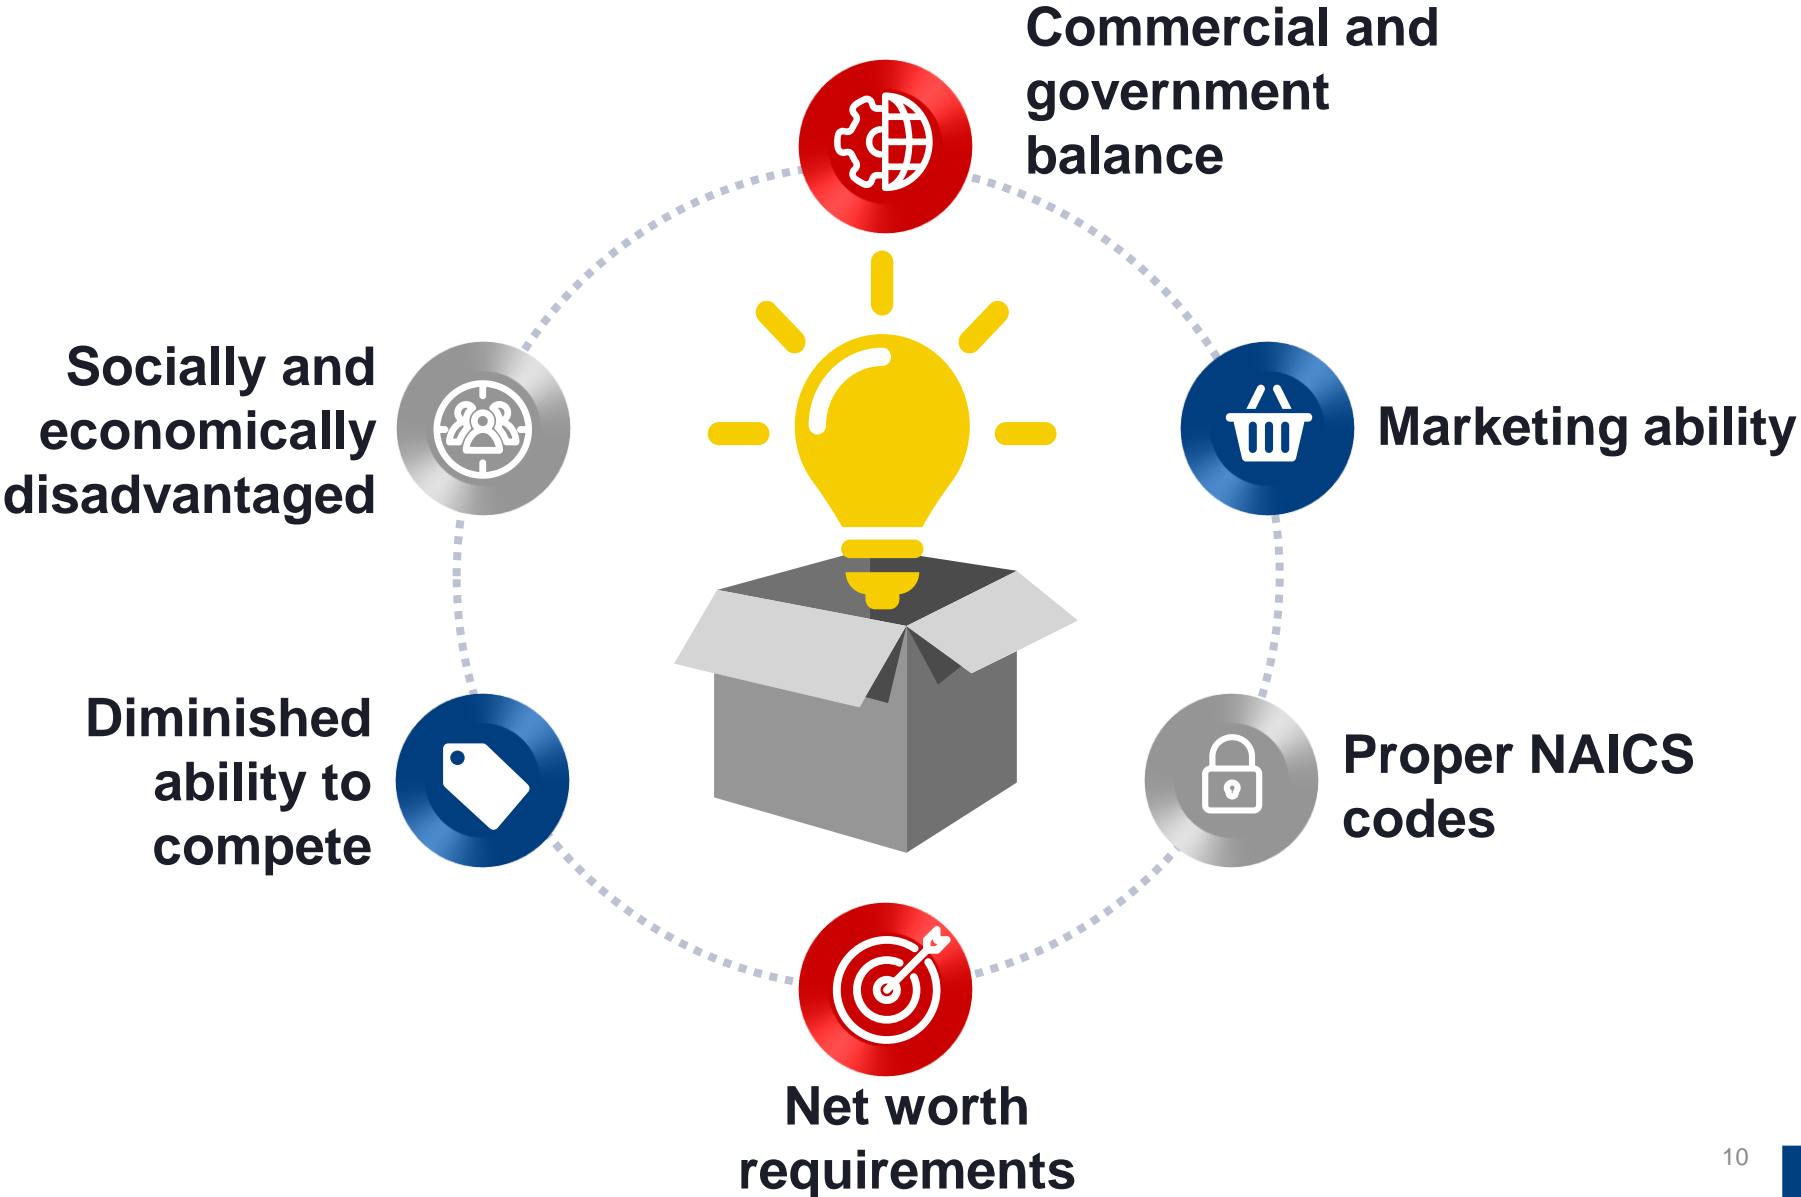 Commercial and
government
balance
Socially and
economically
disadvantaged
Marketing ability
Diminished
ability to
compete
Proper NAICS
codes
Net worth
requirements
10